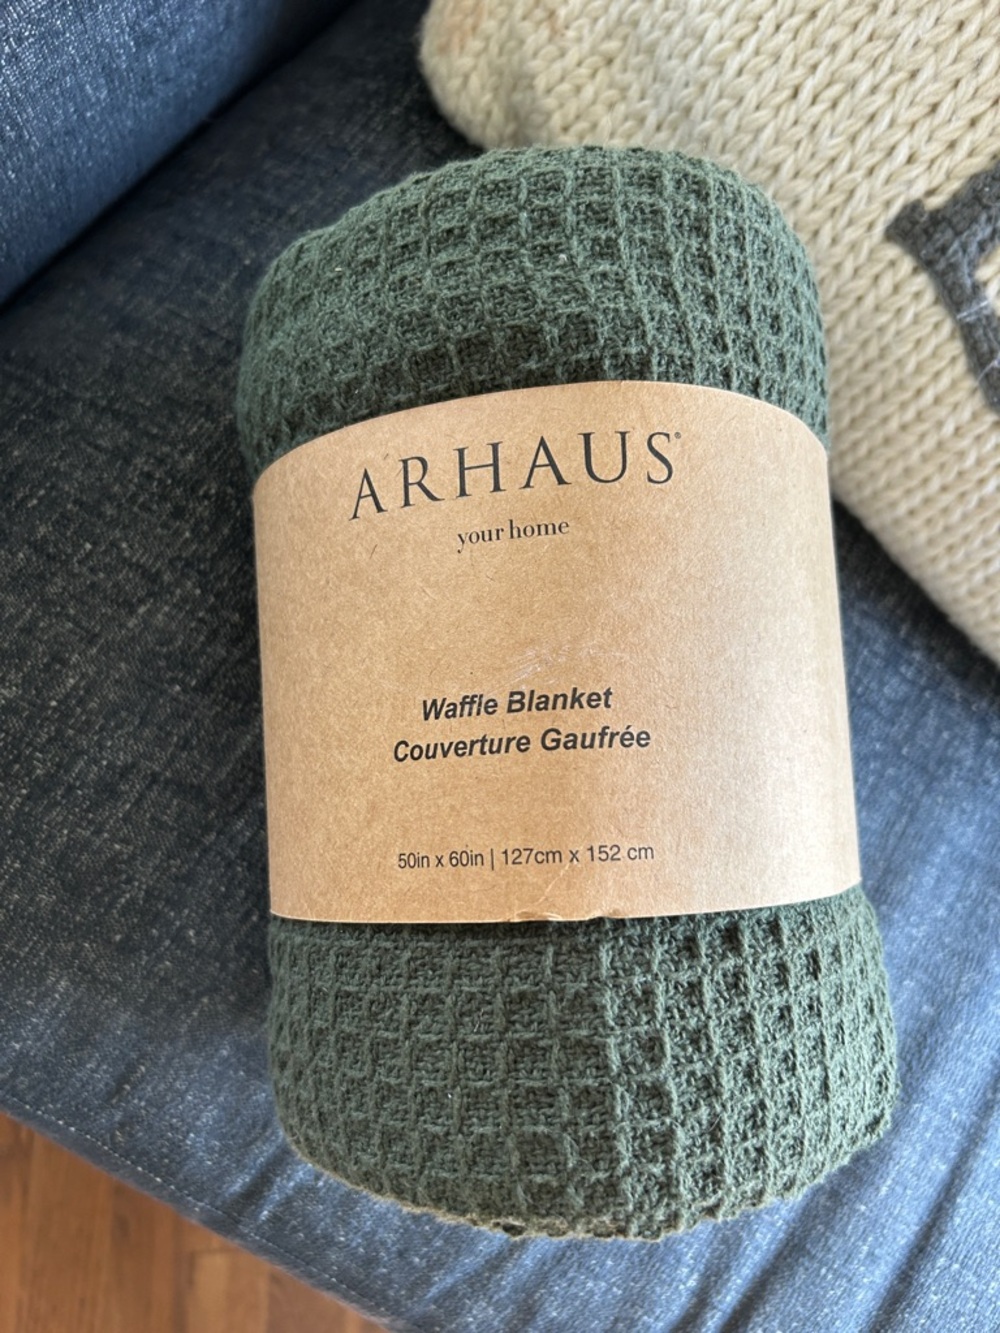 ARHAUS®
your home
Waffle Blanket
Couverture Gaufrée
50in x 60in | 127cm x 152 cm